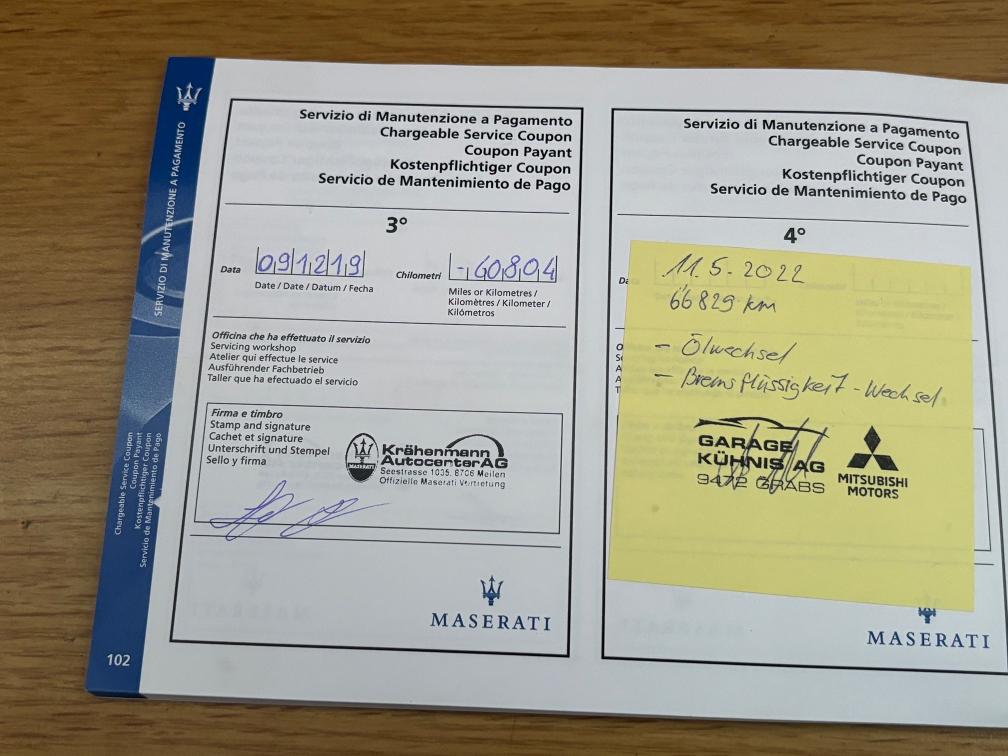 SERVIZIO DI MANUTENZIONE A PAGAMENTO
Chargeable Service Coupon
Coupon Payant
Kostenpflichtiger Coupon
Servicio de Mantenimiento de Pago
102
Servizio di Manutenzione a Pagamento
Chargeable Service Coupon
Coupon Payant
Kostenpflichtiger Coupon
Servicio de Mantenimiento de Pago
3°
Data 091219 Chilometri -60804
Date / Date / Datum / Fecha
Miles or Kilometres /
Kilomètres / Kilometer /
Kilómetros
Officina che ha effettuato il servizio
Servicing workshop
Atelier qui effectue le service
Ausführender Fachbetrieb
Taller que ha efectuado el servicio
Firma e timbro
Stamp and signature
Cachet et signature
Unterschrift und Stempel
Sello y firma
MASERATI
Krähenmann
Autocenter AG
Seestrasse 1035, 8706 Meilen
Offizielle Maserati Vertretung
MASERATI
Servizio di Manutenzione a Pagamento
Chargeable Service Coupon
Coupon Payant
Kostenpflichtiger Coupon
Servicio de Mantenimiento de Pago
4°
11.5.2022
66829 km
- Ölwechsel
- Bremsflüssigkeit-Wechsel
GARAGE
KÜHNIS AG
9472 GRABS
MITSUBISHI
MOTORS
MASERATI